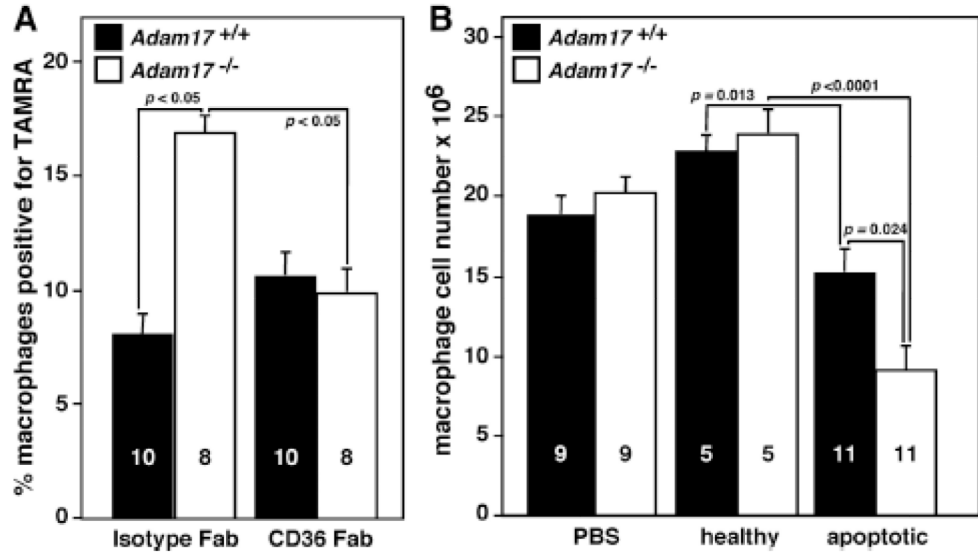 A
% macrophages positive for TAMRA
20
15
10
5
0
Adam17 +/+
Adam17 -/-
p < 0.05
p < 0.05
10
8
10
8
Isotype Fab
CD36 Fab
B
macrophage cell number x 10^6
30
25
20
15
10
5
0
Adam17 +/+
Adam17 -/-
p = 0.013
p <0.0001
p = 0.024
9
9
5
5
11
11
PBS
healthy
apoptotic